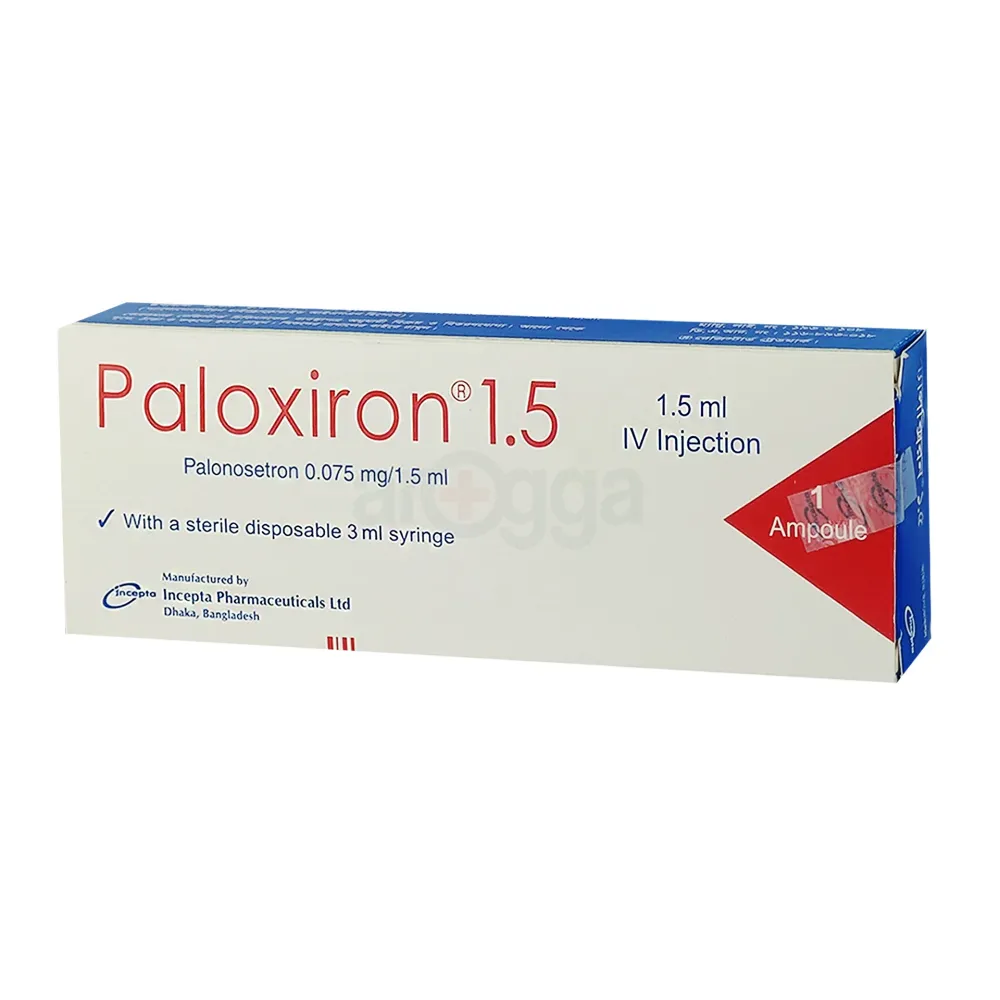 Paloxiron® 1.5
1.5 ml
IV Injection
Palonosetron 0.075 mg/1.5 ml
✓ With a sterile disposable 3 ml syringe
1
Ampoule
arogga
incepta
Manufactured by
Incepta Pharmaceuticals Ltd
Dhaka, Bangladesh